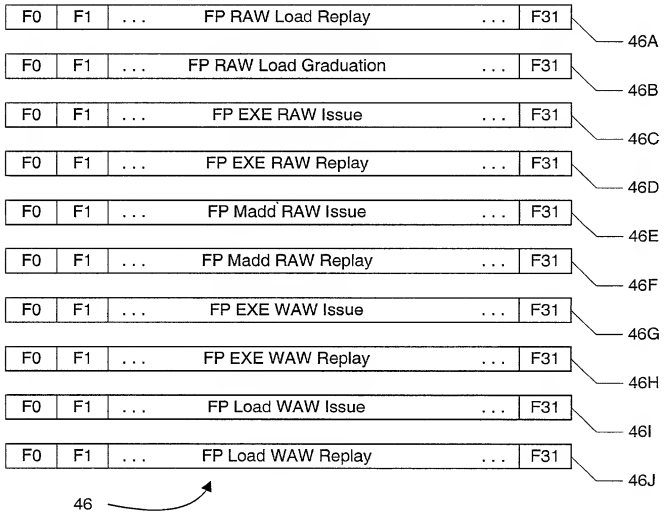 F0 F1 ... FP RAW Load Replay ... F31
46A
F0 F1 ... FP RAW Load Graduation ... F31
46B
F0 F1 ... FP EXE RAW Issue ... F31
46C
F0 F1 ... FP EXE RAW Replay ... F31
46D
F0 F1 ... FP Madd RAW Issue ... F31
46E
F0 F1 ... FP Madd RAW Replay ... F31
46F
F0 F1 ... FP EXE WAW Issue ... F31
46G
F0 F1 ... FP EXE WAW Replay ... F31
46H
F0 F1 ... FP Load WAW Issue ... F31
46I
F0 F1 ... FP Load WAW Replay ... F31
46J
46